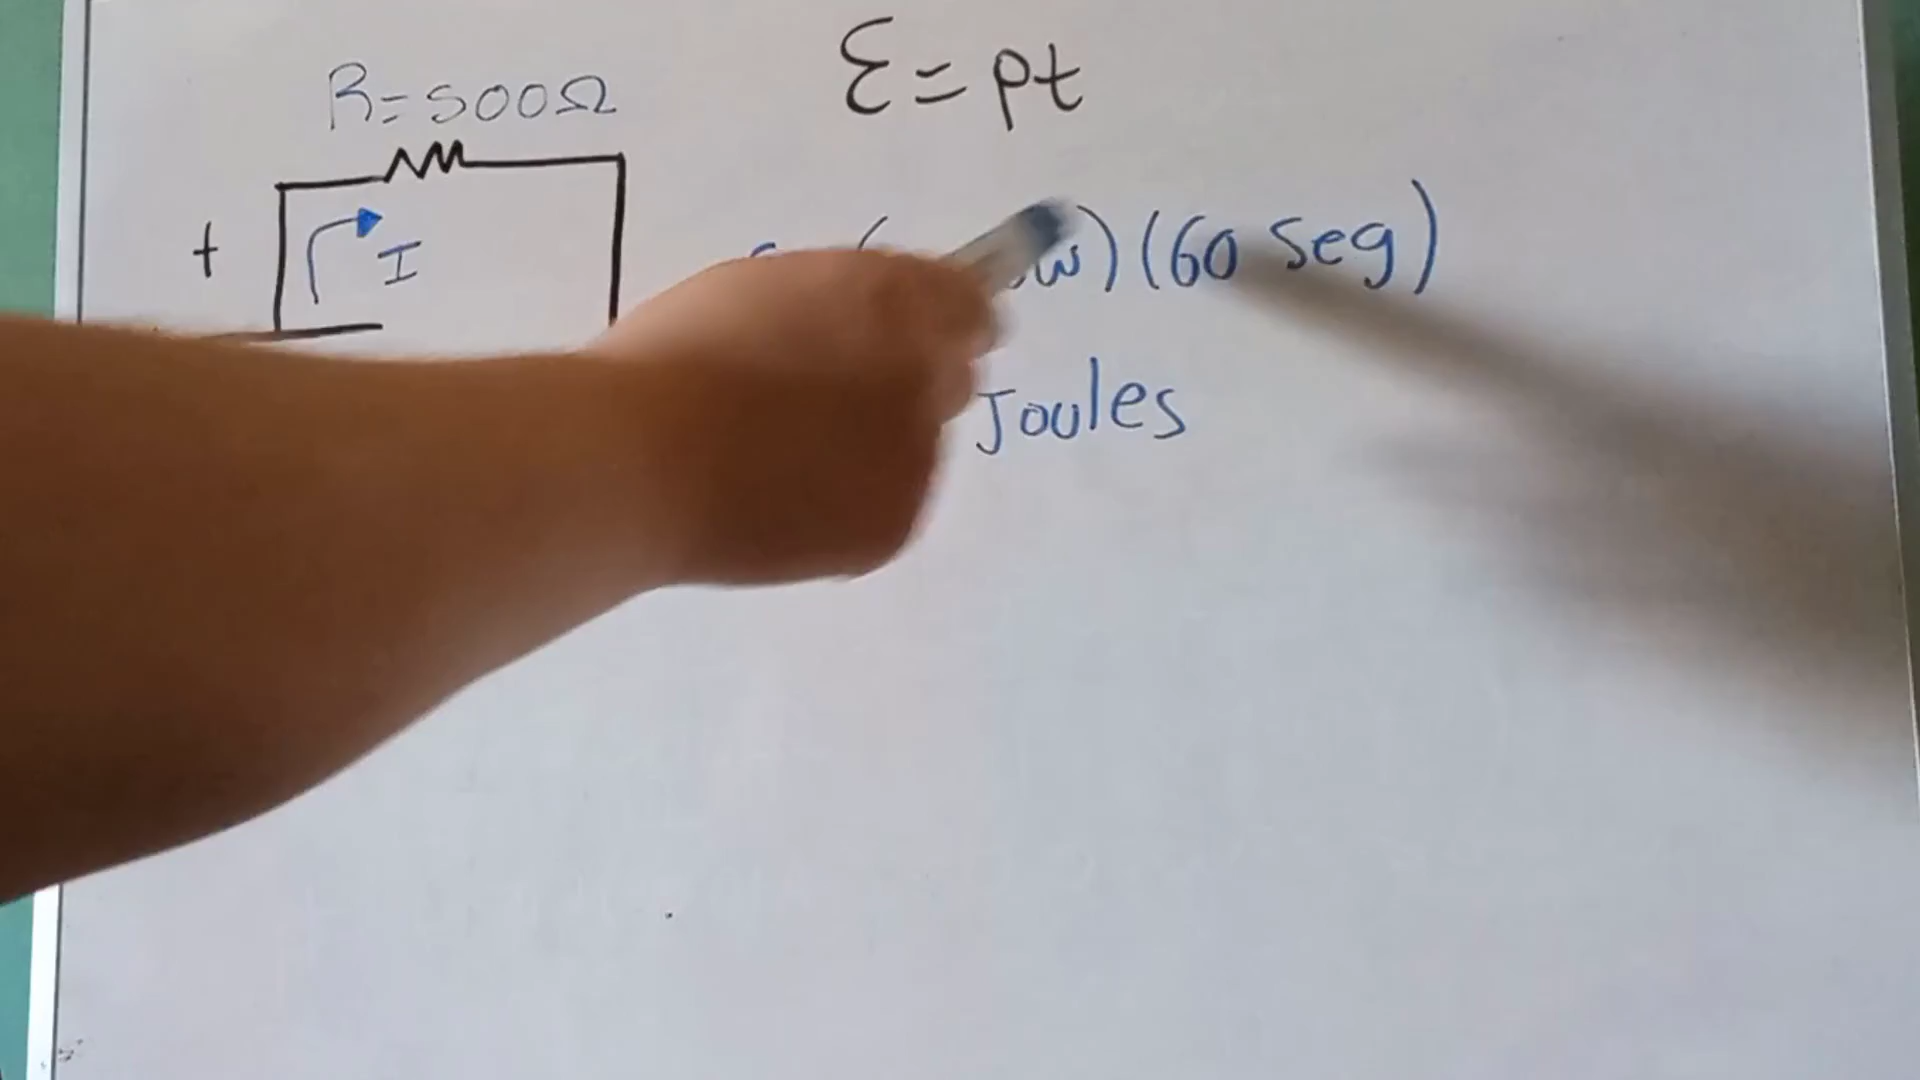 R=500Ω
ε=pt
+
I
w)(60 seg)
Joules